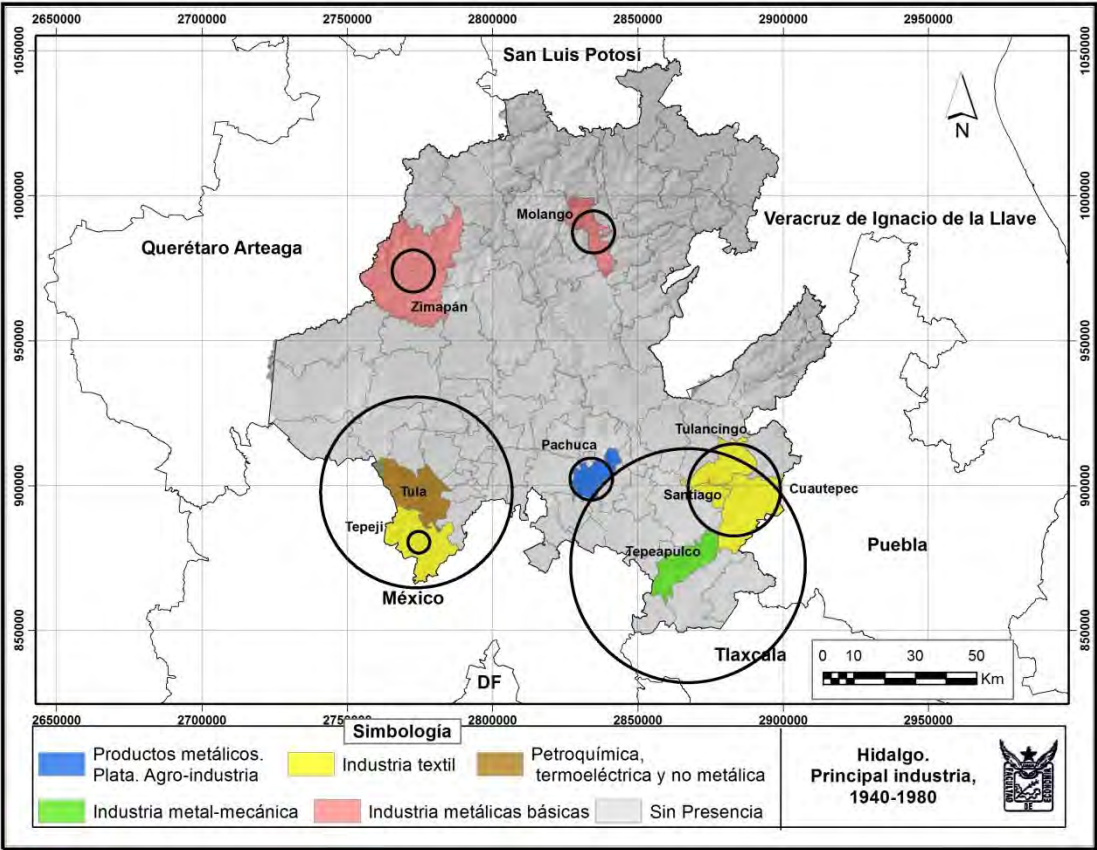 2650000 2700000 2750000 2800000 2850000 2900000 2950000
1050000 1050000
San Luis Potosí
N
1000000 1000000
Molango
Veracruz de Ignacio de la Llave
Querétaro Arteaga
Zimapán
950000 950000
Tulancingo
Pachuca
900000 900000
Tula
Santiago
Cuautepec
Tepeji
Tepeapulco
Puebla
México
850000 850000
Tlaxcala
DF
0 10 30 50
Km
2650000 2700000 2750000 2800000 2850000 2900000 2950000
Simbología
Productos metálicos.
Plata. Agro-industria
Industria textil
Petroquímica,
termoeléctrica y no metálica
Industria metal-mecánica
Industria metálicas básicas
Sin Presencia
Hidalgo.
Principal industria,
1940-1980
FACULTAD DE ECONOMIA